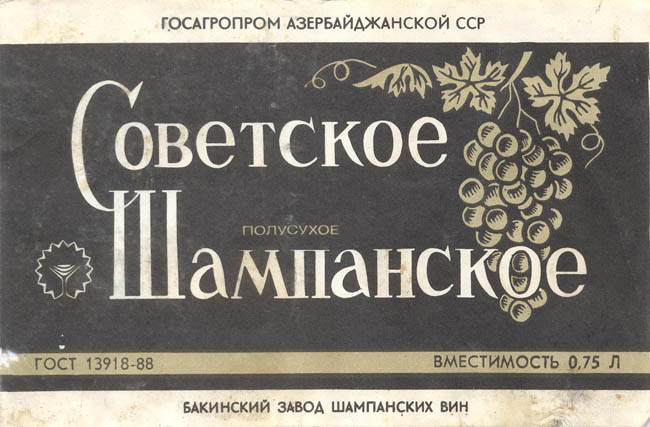 ГОСАГРОПРОМ АЗЕРБАЙДЖАНСКОЙ ССР
Советское
ПОЛУСУХОЕ
Шампанское
ГОСТ 13918-88 ВМЕСТИМОСТЬ 0,75 Л
БАКИНСКИЙ ЗАВОД ШАМПАНСКИХ ВИН